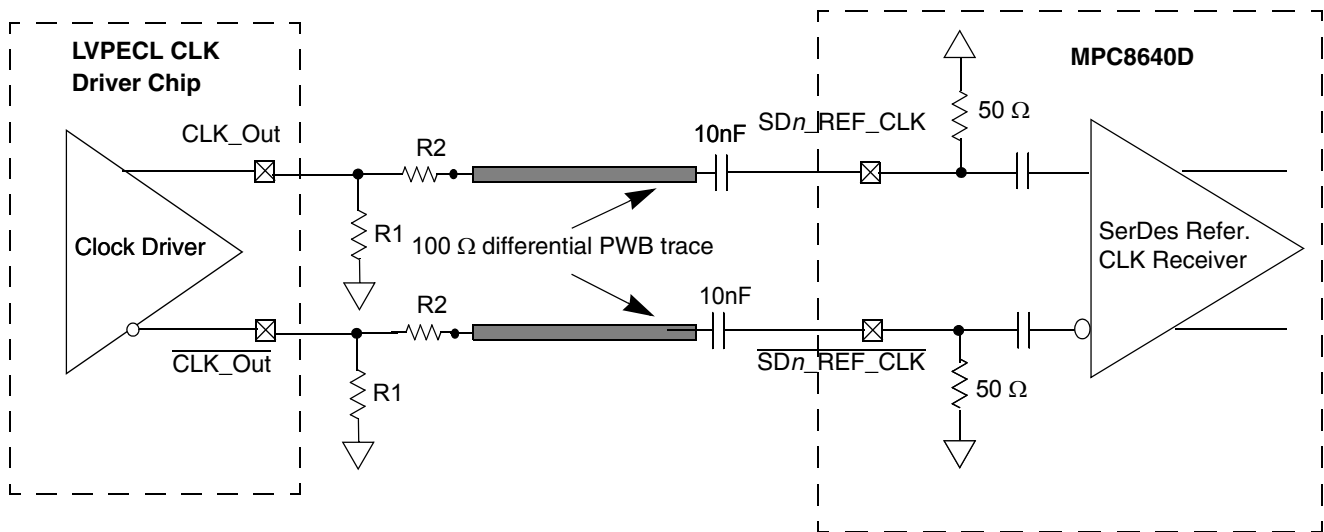 LVPECL CLK
Driver Chip
MPC8640D
CLK_Out
R2
10nF
SDn_REF_CLK
50 Ω
Clock Driver
R1
100 Ω differential PWB trace
SerDes Refer.
CLK Receiver
R2
10nF
CLK_Out
SDn_REF_CLK
R1
50 Ω